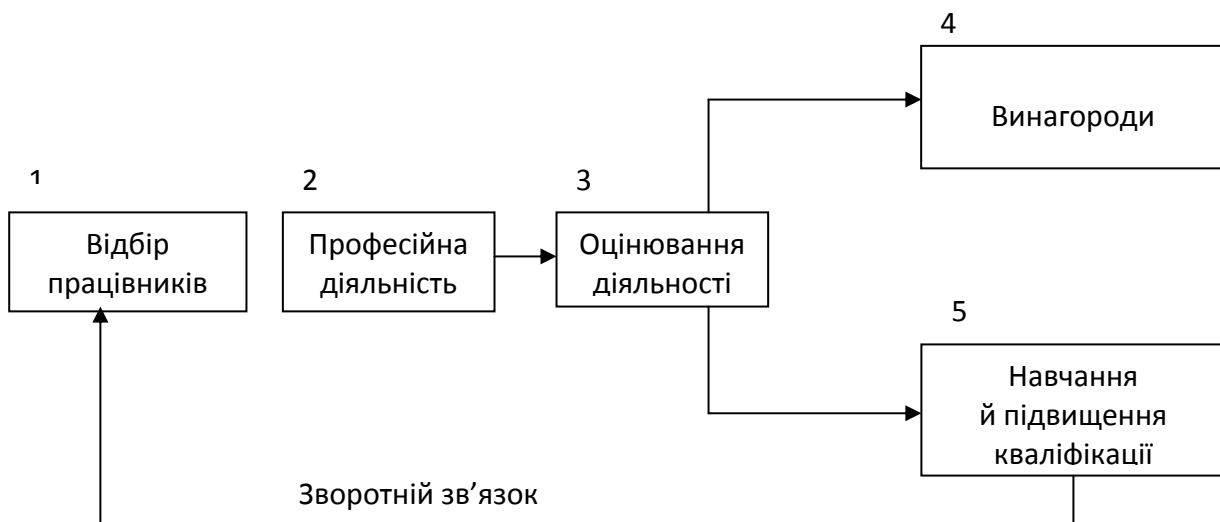 4
Винагороди
1
2
3
Відбір
працівників
Професійна
діяльність
Оцінювання
діяльності
5
Навчання
й підвищення
кваліфікації
Зворотній зв’язок